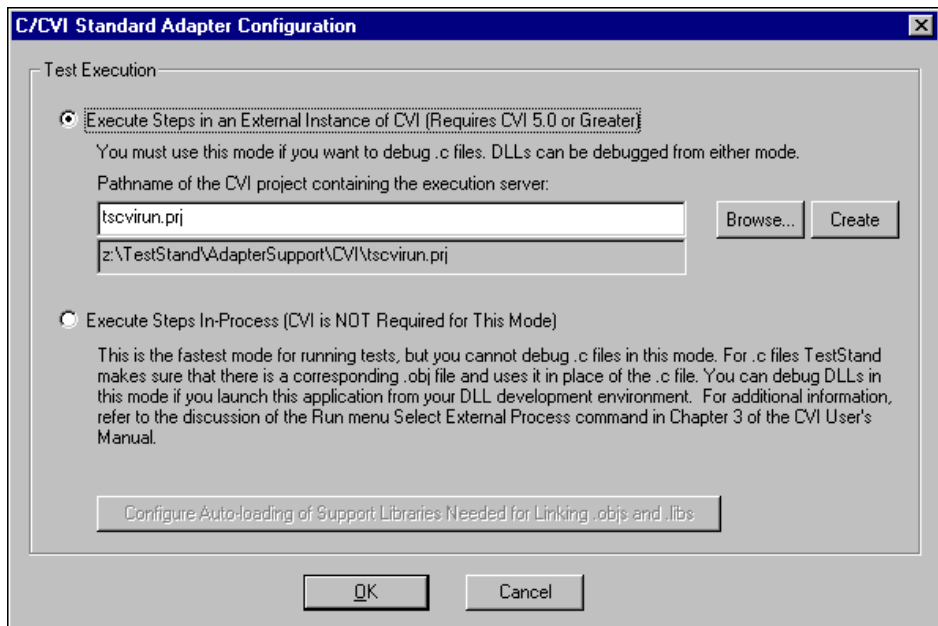 C/CVI Standard Adapter Configuration
Test Execution
Execute Steps in an External Instance of CVI (Requires CVI 5.0 or Greater)
You must use this mode if you want to debug .c files. DLLs can be debugged from either mode.
Pathname of the CVI project containing the execution server:
tscvirun.prj
Browse...
Create
z:\TestStand\AdapterSupport\CVI\tscvirun.prj
Execute Steps In-Process (CVI is NOT Required for This Mode)
This is the fastest mode for running tests, but you cannot debug .c files in this mode. For .c files TestStand
makes sure that there is a corresponding .obj file and uses it in place of the .c file. You can debug DLLs in
this mode if you launch this application from your DLL development environment.  For additional information,
refer to the discussion of the Run menu Select External Process command in Chapter 3 of the CVI User's
Manual.
Configure Auto-loading of Support Libraries Needed for Linking .objs and .libs
OK
Cancel